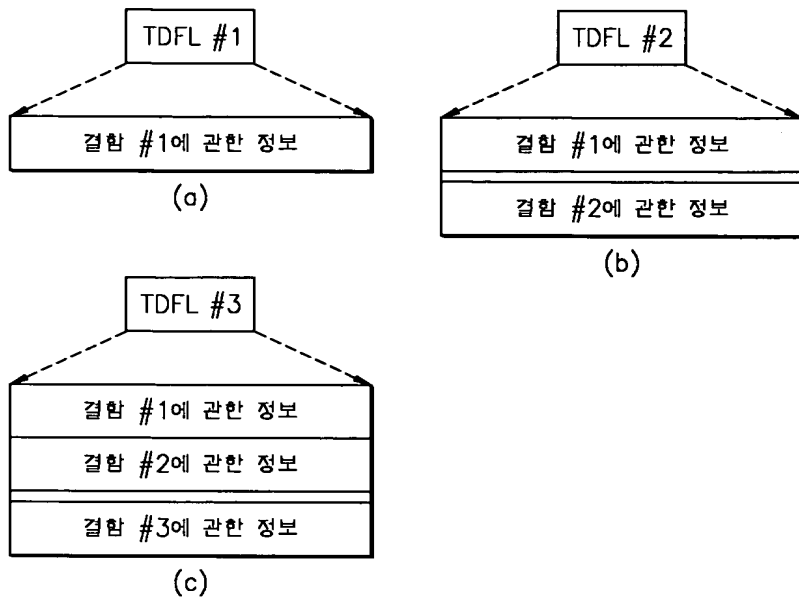 TDFL #1
결함 #1에 관한 정보
(a)
TDFL #2
결함 #1에 관한 정보
결함 #2에 관한 정보
(b)
TDFL #3
결함 #1에 관한 정보
결함 #2에 관한 정보
결함 #3에 관한 정보
(c)